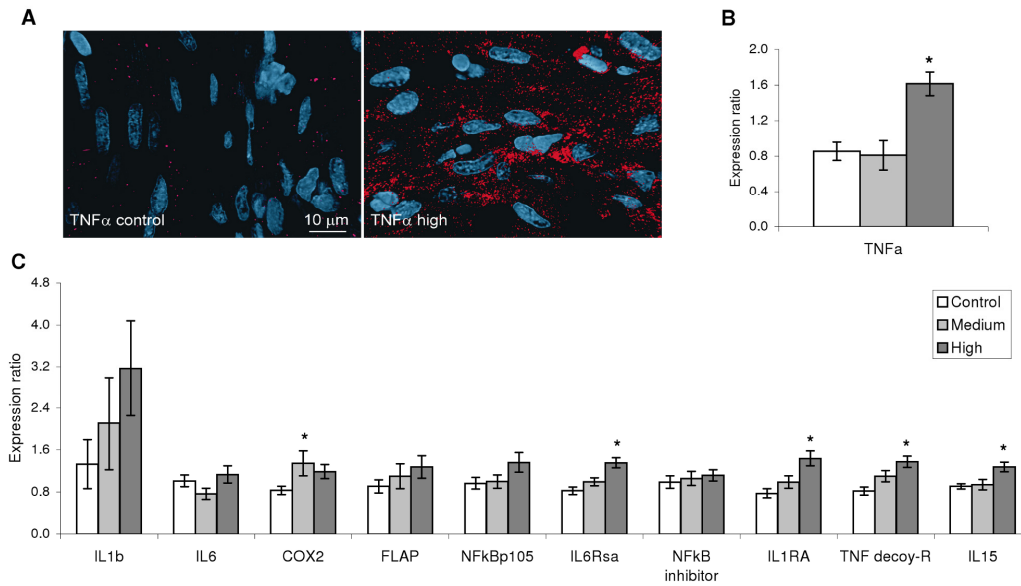 A
TNFα control
10 μm
TNFα high
B
Expression ratio
2.0
1.6
1.2
0.8
0.4
0.0
*
TNFa
C
Expression ratio
4.8
4.0
3.2
2.4
1.6
0.8
0.0
* * * * *
Control
Medium
High
IL1b IL6 COX2 FLAP NFkBp105 IL6Rsa NFkB inhibitor IL1RA TNF decoy-R IL15